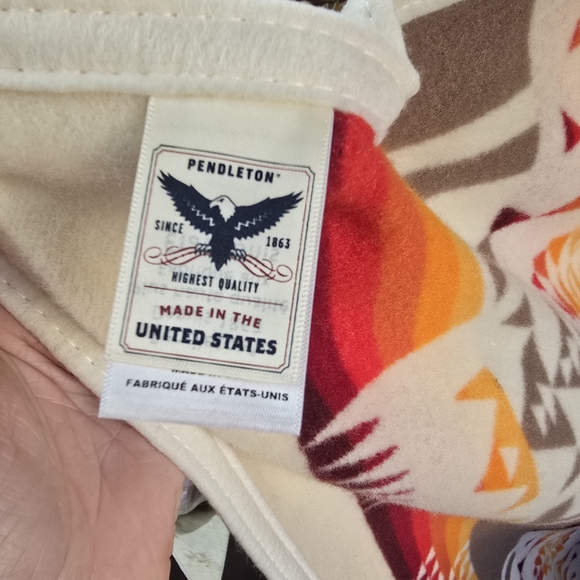 PENDLETON®
SINCE 1863
HIGHEST QUALITY
MADE IN THE
UNITED STATES
FABRIQUÉ AUX ÉTATS-UNIS